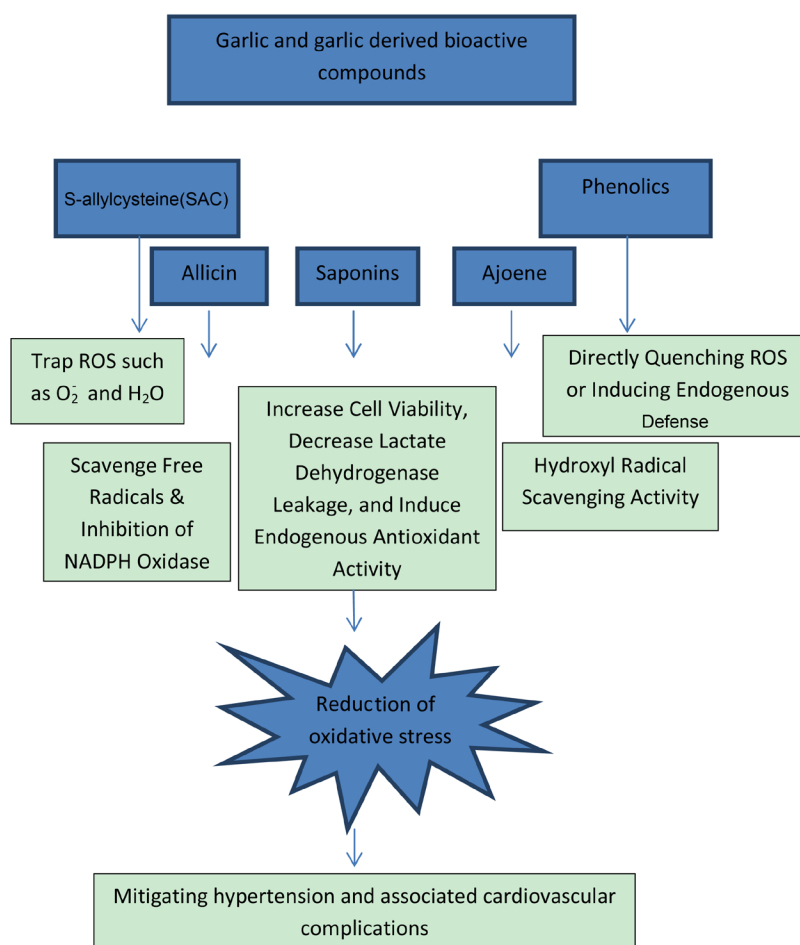 Garlic and garlic derived bioactive
compounds
S-allylcysteine(SAC)
Phenolics
Allicin
Saponins
Ajoene
Trap ROS such
as O₂⁻ and H₂O
Directly Quenching ROS
or Inducing Endogenous
Defense
Increase Cell Viability,
Decrease Lactate
Dehydrogenase
Leakage, and Induce
Endogenous Antioxidant
Activity
Scavenge Free
Radicals &
Inhibition of
NADPH Oxidase
Hydroxyl Radical
Scavenging Activity
Reduction of
oxidative stress
Mitigating hypertension and associated cardiovascular
complications